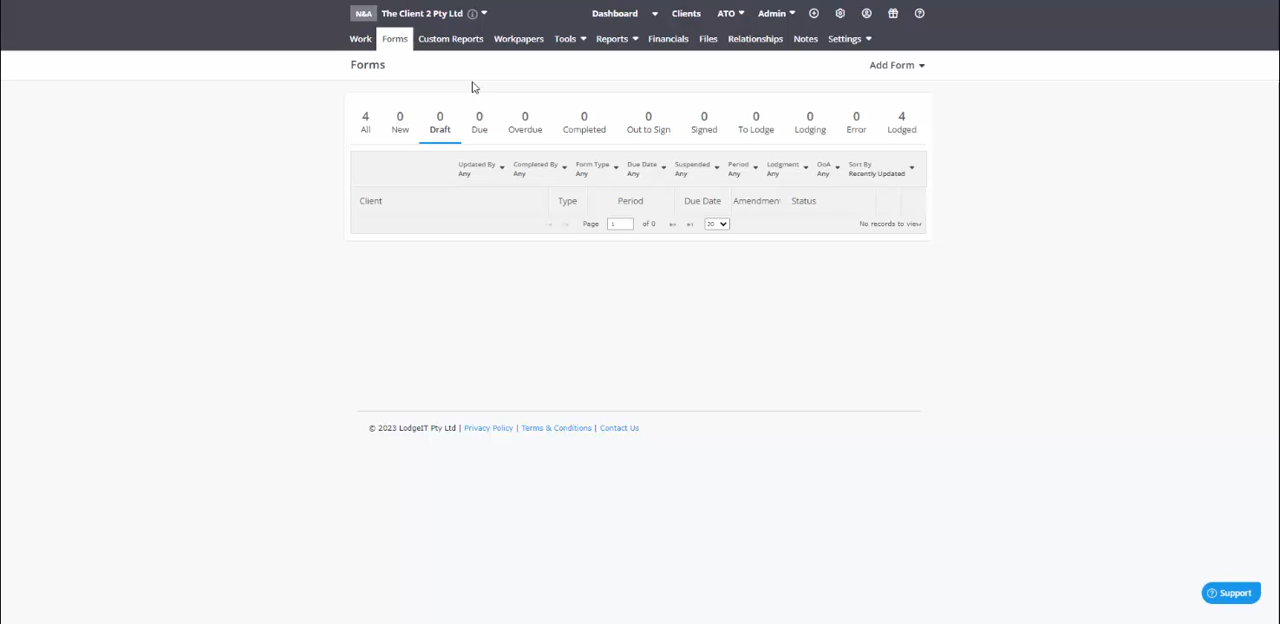 N&A The Client 2 Pty Ltd Dashboard Clients ATO Admin
Work Forms Custom Reports Workpapers Tools Reports Financials Files Relationships Notes Settings
Forms Add Form
4 0 0 0 0 0 0 0 0 0 0 4
All New Draft Due Overdue Completed Out to Sign Signed To Lodge Lodging Error Lodged
Updated By Completed By Form Type Due Date Suspended Period Lodgment OoA Sort By
Any Any Any Any Any Any Any Any Recently Updated
Client Type Period Due Date Amendmen Status
Page 1 of 0 20 No records to view
© 2023 LodgeIT Pty Ltd | Privacy Policy | Terms & Conditions | Contact Us
Support